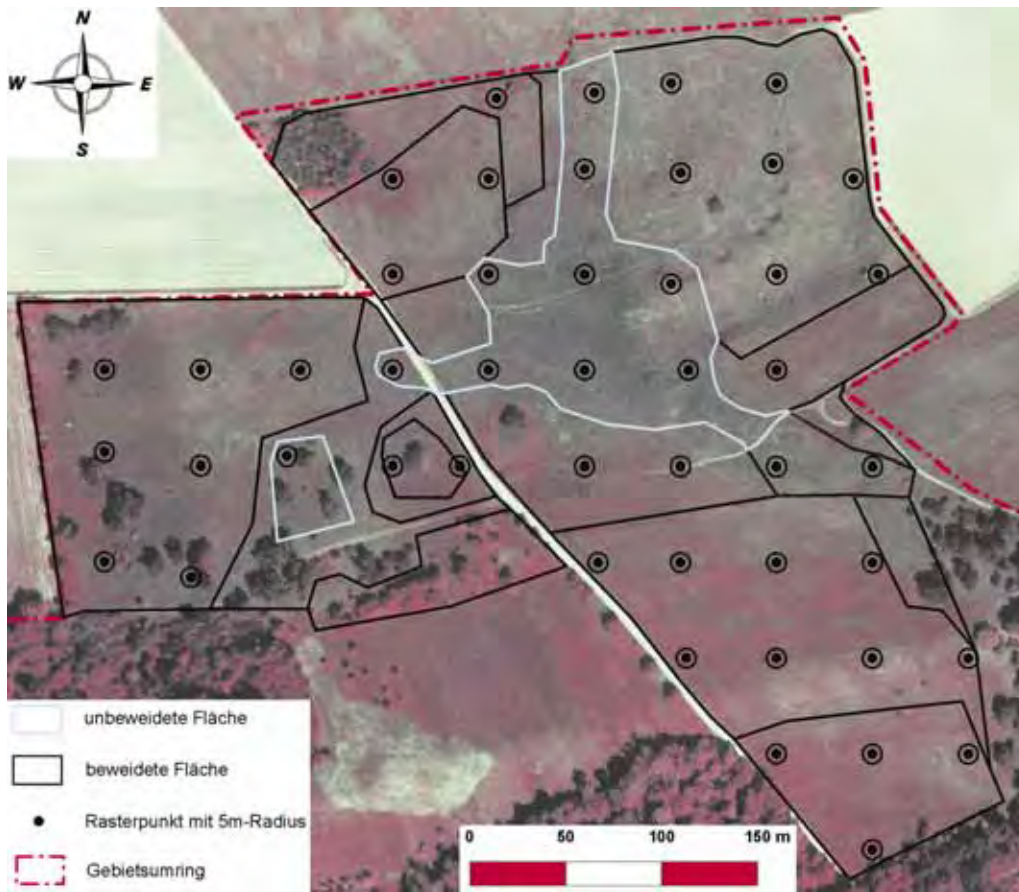 N
W E
S
unbeweidete Fläche
beweidete Fläche
Rasterpunkt mit 5m-Radius
Gebietsumring
0 50 100 150 m